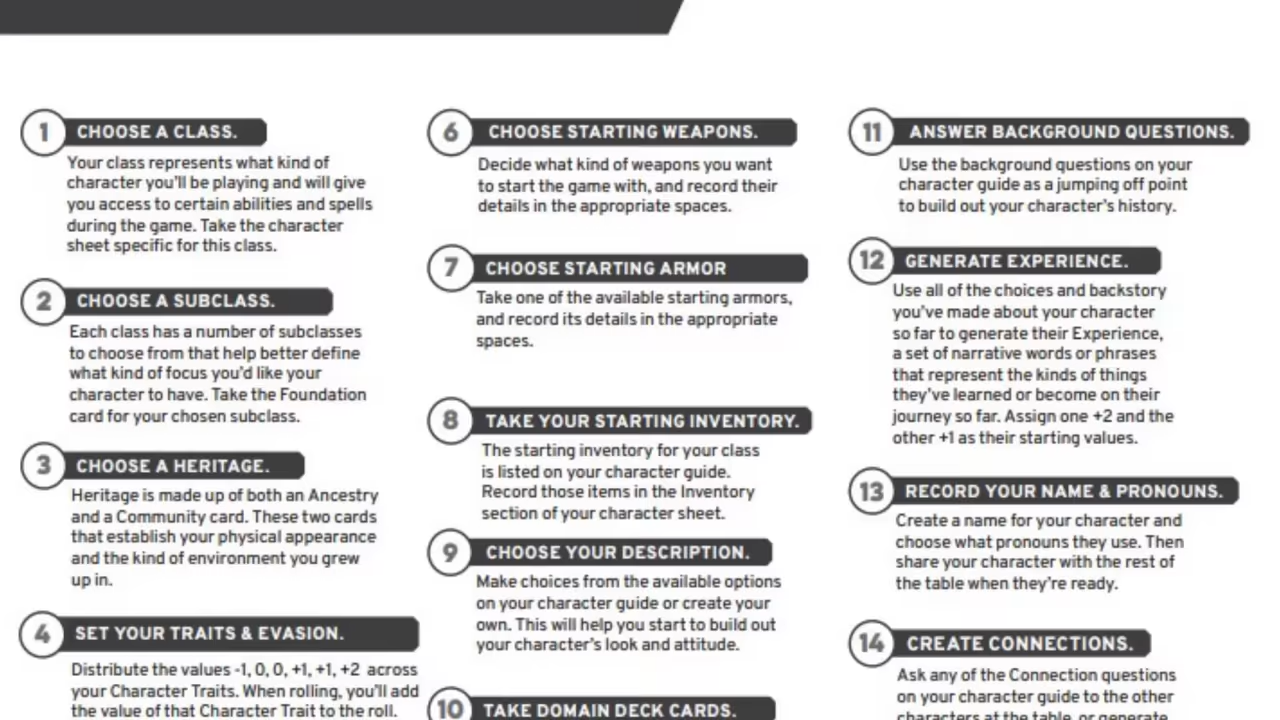 1 CHOOSE A CLASS.
Your class represents what kind of
character you'll be playing and will give
you access to certain abilities and spells
during the game. Take the character
sheet specific for this class.
2 CHOOSE A SUBCLASS.
Each class has a number of subclasses
to choose from that help better define
what kind of focus you'd like your
character to have. Take the Foundation
card for your chosen subclass.
3 CHOOSE A HERITAGE.
Heritage is made up of both an Ancestry
and a Community card. These two cards
that establish your physical appearance
and the kind of environment you grew
up in.
4 SET YOUR TRAITS & EVASION.
Distribute the values -1, 0, 0, +1, +1, +2 across
your Character Traits. When rolling, you'll add
the value of that Character Trait to the roll.
6 CHOOSE STARTING WEAPONS.
Decide what kind of weapons you want
to start the game with, and record their
details in the appropriate spaces.
7 CHOOSE STARTING ARMOR
Take one of the available starting armors,
and record its details in the appropriate
spaces.
8 TAKE YOUR STARTING INVENTORY.
The starting inventory for your class
is listed on your character guide.
Record those items in the Inventory
section of your character sheet.
9 CHOOSE YOUR DESCRIPTION.
Make choices from the available options
on your character guide or create your
own. This will help you start to build out
your character's look and attitude.
10 TAKE DOMAIN DECK CARDS.
11 ANSWER BACKGROUND QUESTIONS.
Use the background questions on your
character guide as a jumping off point
to build out your character's history.
12 GENERATE EXPERIENCE.
Use all of the choices and backstory
you've made about your character
so far to generate their Experience,
a set of narrative words or phrases
that represent the kinds of things
they've learned or become on their
journey so far. Assign one +2 and the
other +1 as their starting values.
13 RECORD YOUR NAME & PRONOUNS.
Create a name for your character and
choose what pronouns they use. Then
share your character with the rest of
the table when they're ready.
14 CREATE CONNECTIONS.
Ask any of the Connection questions
on your character guide to the other
characters at the table, or generate